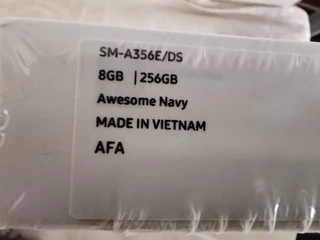 SM-A356E/DS
8GB | 256GB
Awesome Navy
MADE IN VIETNAM
AFA